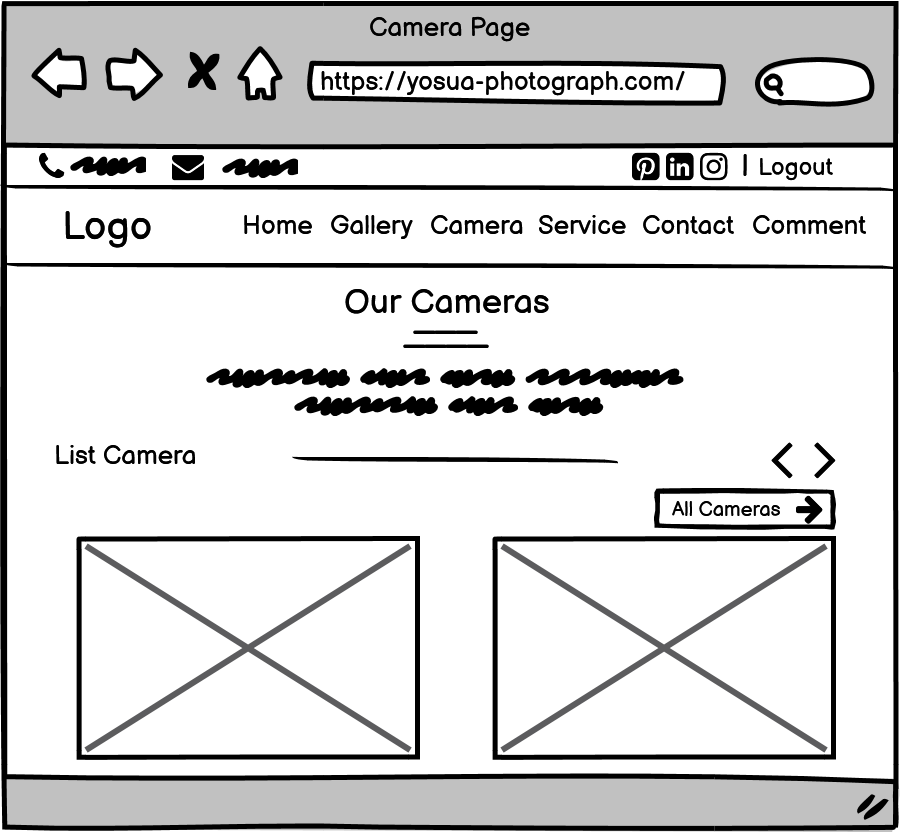 Camera Page
https://yosua-photograph.com/
Logout
Logo Home Gallery Camera Service Contact Comment
Our Cameras
List Camera
All Cameras